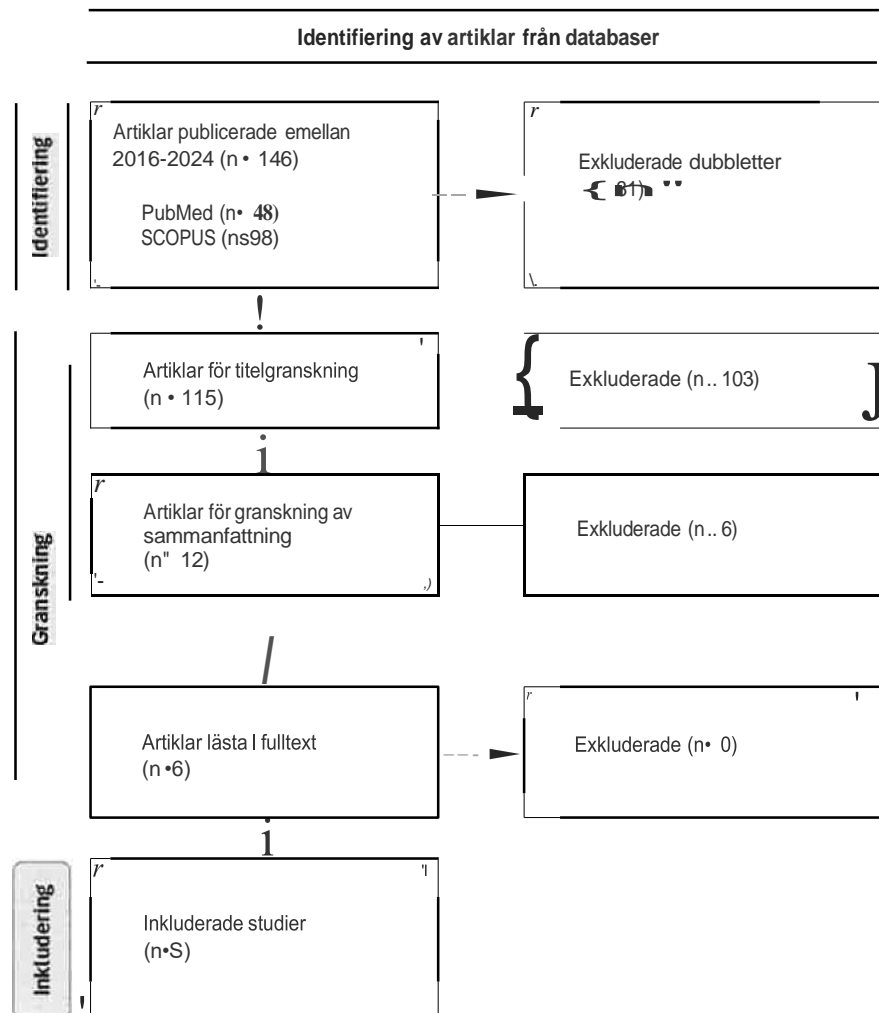 Identifiering av artiklar från databaser
Identifiering
Artiklar publicerade emellan
2016-2024 (n • 146)
PubMed (n• 48)
SCOPUS (ns98)
Exkluderade dubbletter
Granskning
Artiklar för titelgranskning
(n • 115)
Exkluderade (n.. 103)
Artiklar för granskning av
sammanfattning
(n" 12)
Exkluderade (n.. 6)
Artiklar lästa I fulltext
(n •6)
Exkluderade (n• 0)
Inkludering
Inkluderade studier
(n•S)